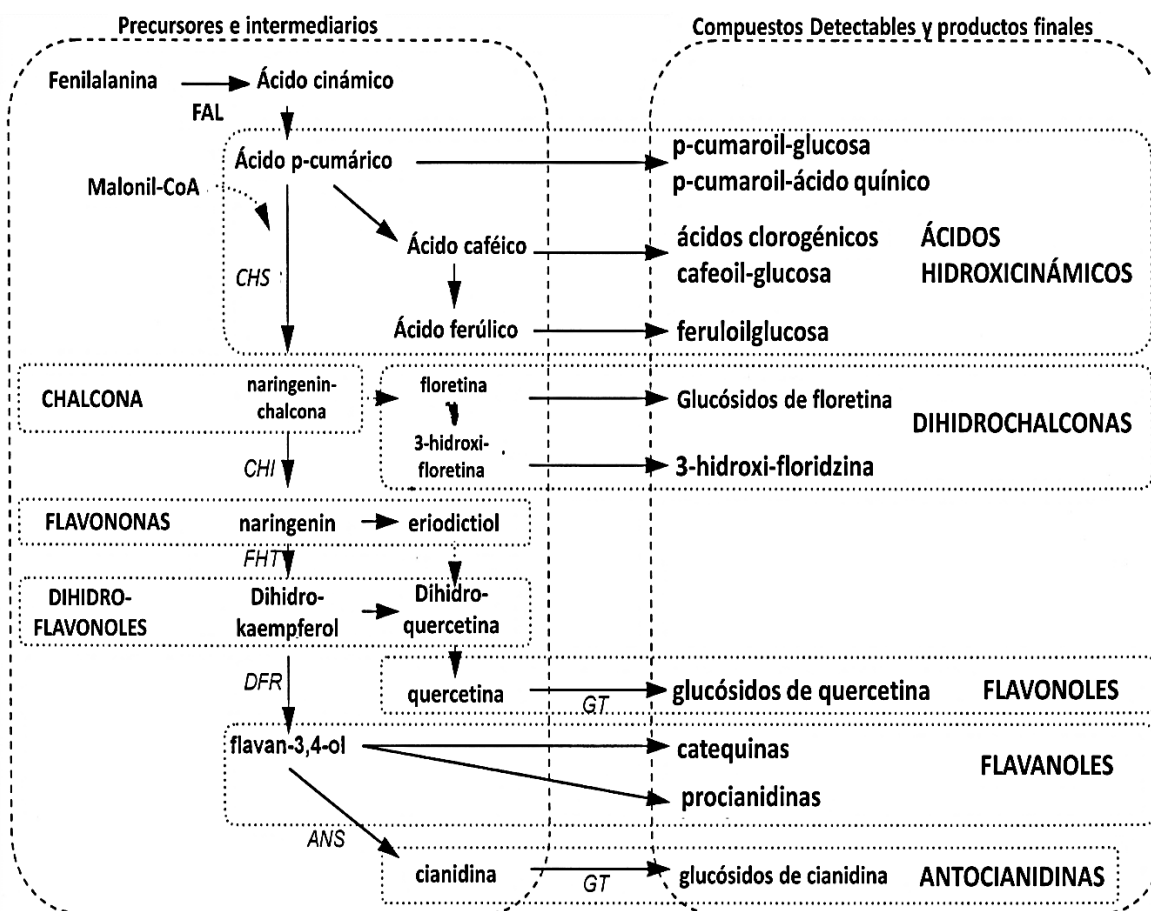 Precursores e intermediarios
Compuestos Detectables y productos finales
Fenilalanina
Ácido cinámico
FAL
Ácido p-cumárico
p-cumaroil-glucosa
p-cumaroil-ácido quínico
Malonil-CoA
CHS
Ácido caféico
ácidos clorogénicos
cafeoil-glucosa
ÁCIDOS
HIDROXICINÁMICOS
Ácido ferúlico
feruloilglucosa
CHALCONA
naringenin-
chalcona
floretina
3-hidroxi-
floretina
Glucósidos de floretina
3-hidroxi-floridzina
DIHIDROCHALCONAS
CHI
FLAVONONAS
naringenin
eriodictiol
FHT
DIHIDRO-
FLAVONOLES
Dihidro-
kaempferol
Dihidro-
quercetina
DFR
quercetina
GT
glucósidos de quercetina
FLAVONOLES
flavan-3,4-ol
catequinas
procianidinas
FLAVANOLES
ANS
cianidina
GT
glucósidos de cianidina
ANTOCIANIDINAS